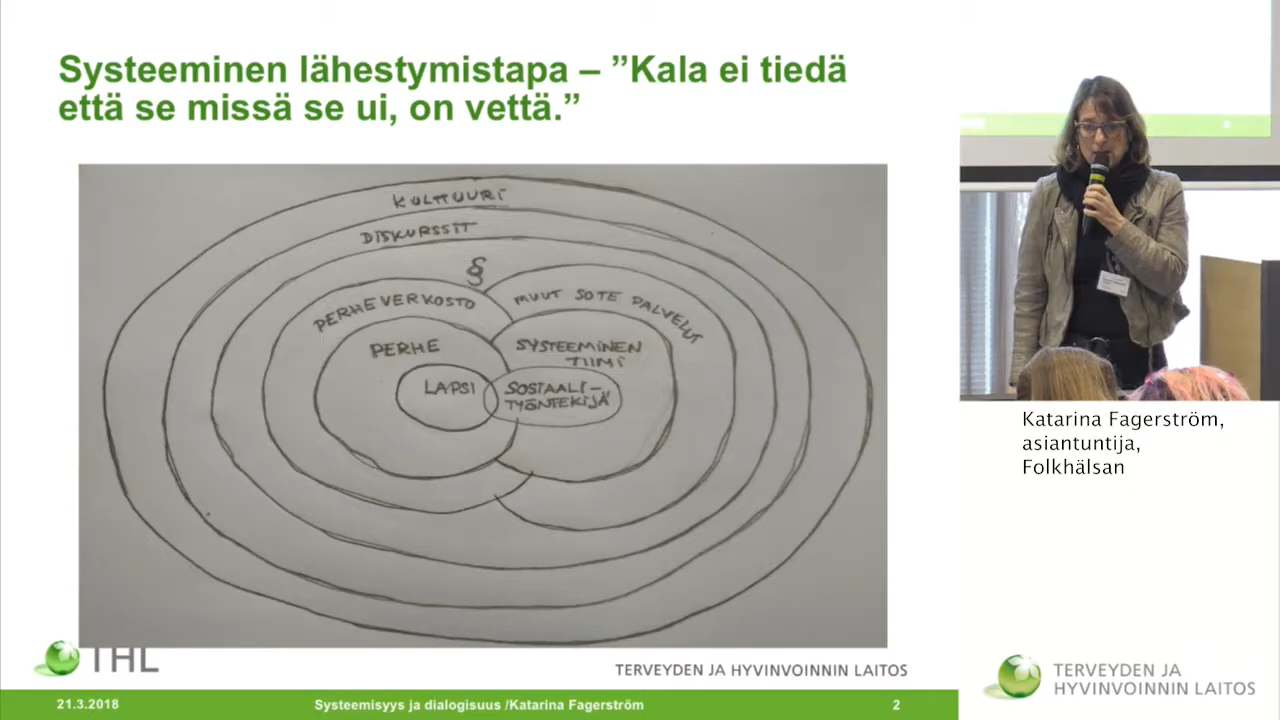 Systeeminen lähestymistapa – ”Kala ei tiedä
että se missä se ui, on vettä.”
KULTTUURI
DISKURSSIT
§
PERHEVERKOSTO
MUUT SOTE PALVELUT
PERHE
SYSTEEMINEN
TIIMI
LAPSI
SOSIAALI-
TYÖNTEKIJÄ
THL
TERVEYDEN JA HYVINVOINNIN LAITOS
21.3.2018
Systeemisyys ja dialogisuus /Katarina Fagerström
2
Katarina Fagerström,
asiantuntija,
Folkhälsan
TERVEYDEN JA
HYVINVOINNIN LAITOS